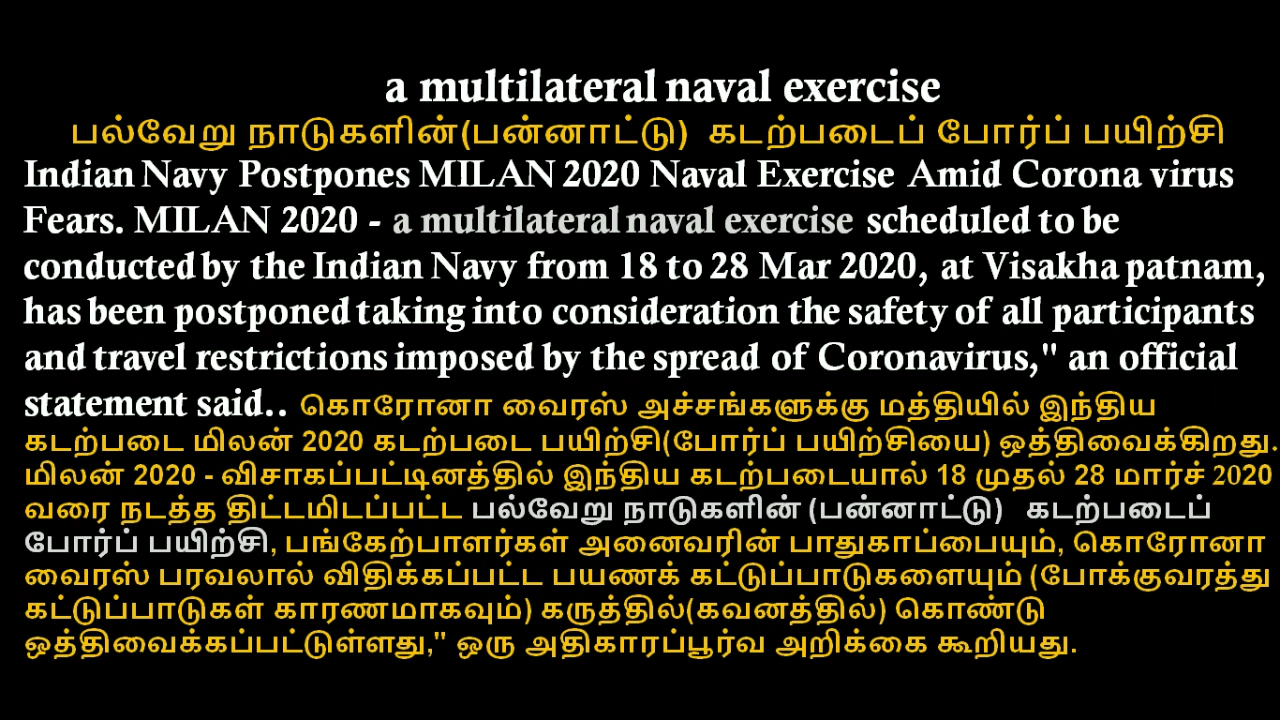 a multilateral naval exercise
பல்வேறு நாடுகளின்(பன்னாட்டு) கடற்படைப் போர்ப் பயிற்சி
Indian Navy Postpones MILAN 2020 Naval Exercise Amid Corona virus
Fears. MILAN 2020 - a multilateral naval exercise scheduled to be
conducted by the Indian Navy from 18 to 28 Mar 2020, at Visakha patnam,
has been postponed taking into consideration the safety of all participants
and travel restrictions imposed by the spread of Coronavirus," an official
statement said.. கொரோனா வைரஸ் அச்சங்களுக்கு மத்தியில் இந்திய
கடற்படை மிலன் 2020 கடற்படை பயிற்சி(போர்ப் பயிற்சியை) ஒத்திவைக்கிறது.
மிலன் 2020 - விசாகப்பட்டினத்தில் இந்திய கடற்படையால் 18 முதல் 28 மார்ச் 2020
வரை நடத்த திட்டமிடப்பட்ட பல்வேறு நாடுகளின் (பன்னாட்டு) கடற்படைப்
போர்ப் பயிற்சி, பங்கேற்பாளர்கள் அனைவரின் பாதுகாப்பையும், கொரோனா
வைரஸ் பரவலால் விதிக்கப்பட்ட பயணக் கட்டுப்பாடுகளையும் (போக்குவரத்து
கட்டுப்பாடுகள் காரணமாகவும்) கருத்தில்(கவனத்தில்) கொண்டு
ஒத்திவைக்கப்பட்டுள்ளது," ஒரு அதிகாரப்பூர்வ அறிக்கை கூறியது.